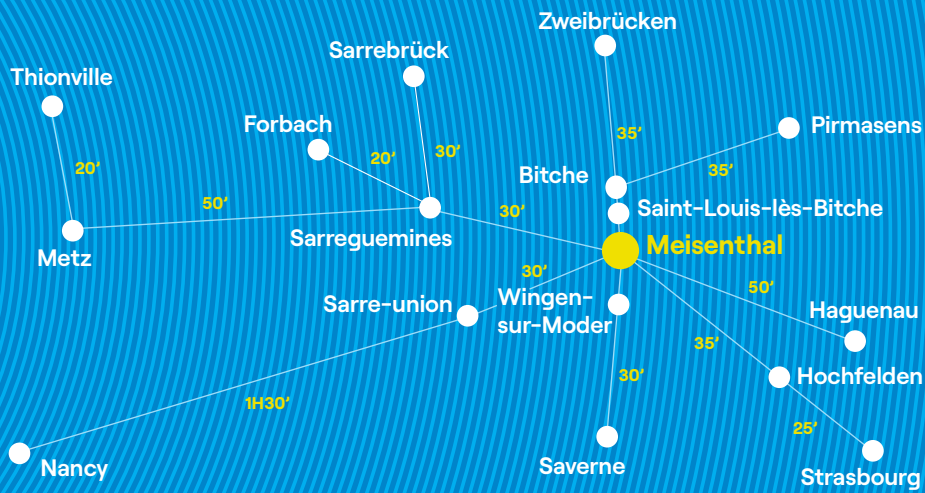 Zweibrücken
Sarrebrück
Thionville
Forbach
Pirmasens
35’
20’
30’
20’
35’
Bitche
50’
30’
Saint-Louis-lès-Bitche
Sarreguemines
Meisenthal
Metz
30’
50’
Sarre-union
Wingen-
sur-Moder
Haguenau
35’
30’
Hochfelden
1H30’
25’
Nancy
Saverne
Strasbourg